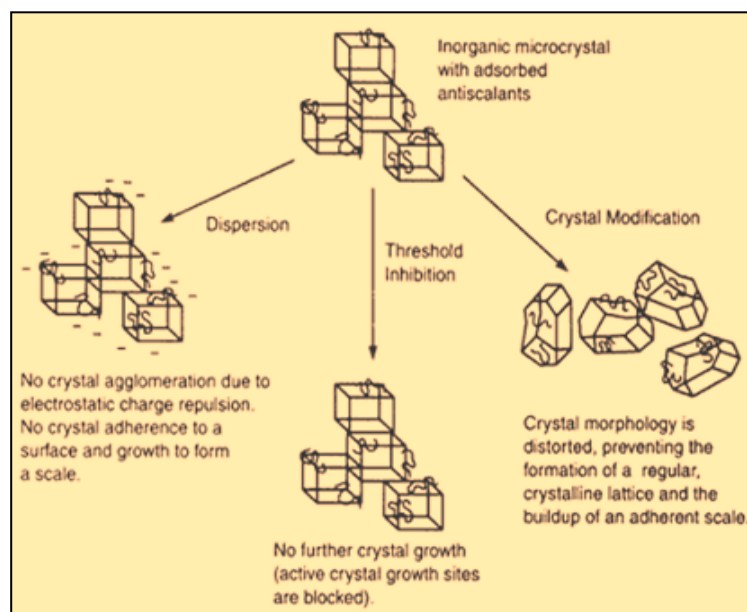 Inorganic microcrystal
with adsorbed
antiscalants
Dispersion
Threshold
Inhibition
Crystal Modification
No crystal agglomeration due to
electrostatic charge repulsion.
No crystal adherence to a
surface and growth to form
a scale.
No further crystal growth
(active crystal growth sites
are blocked).
Crystal morphology is
distorted, preventing the
formation of a regular,
crystalline lattice and the
buildup of an adherent scale.